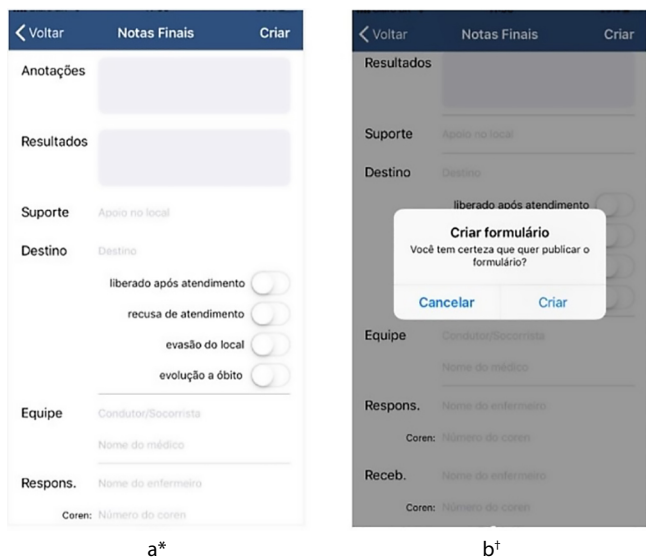 Voltar Notas Finais Criar
Anotações
Resultados
Suporte Apoio no local
Destino Destino
liberado após atendimento
recusa de atendimento
evasão do local
evolução a óbito
Equipe Condutor/Socorrista
Nome do médico
Respons. Nome do enfermeiro
Coren: Número do coren
a*
Voltar Notas Finais Criar
Resultados
Suporte Apoio no local
Destino Destino
liberado após atendimento
Criar formulário
Você tem certeza que quer publicar o
formulário?
Cancelar Criar
Equipe Condutor/Socorrista
Nome do médico
Respons. Nome do enfermeiro
Coren: Número do coren
Receb. Nome do enfermeiro
Coren: Número do coren
b†